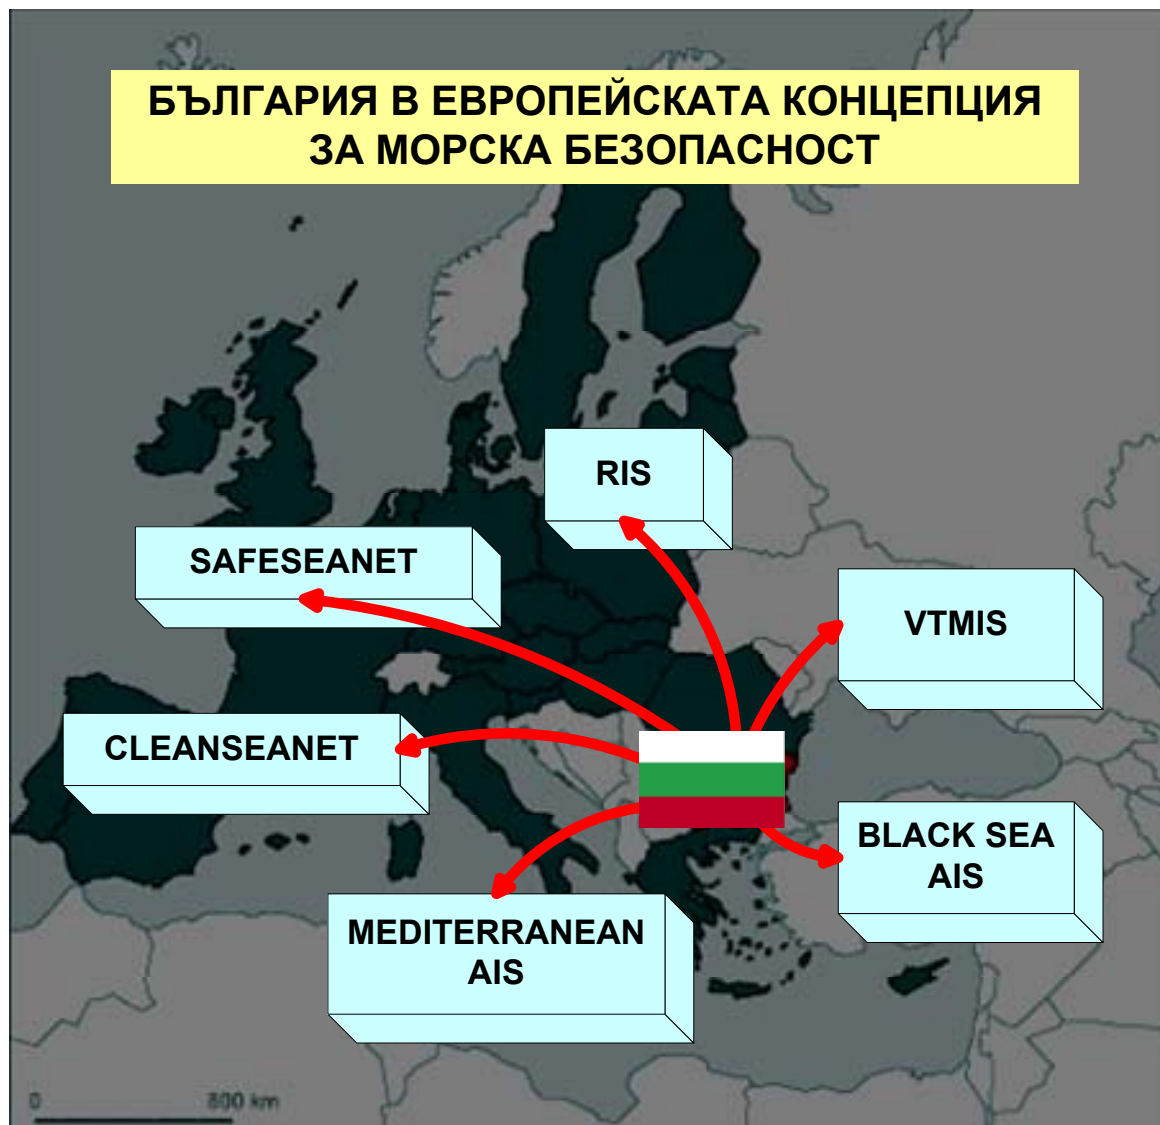 БЪЛГАРИЯ В ЕВРОПЕЙСКАТА КОНЦЕПЦИЯ
ЗА МОРСКА БЕЗОПАСНОСТ
RIS
SAFESEANET
VTMIS
CLEANSEANET
BLACK SEA
AIS
MEDITERRANEAN
AIS
0 800 km